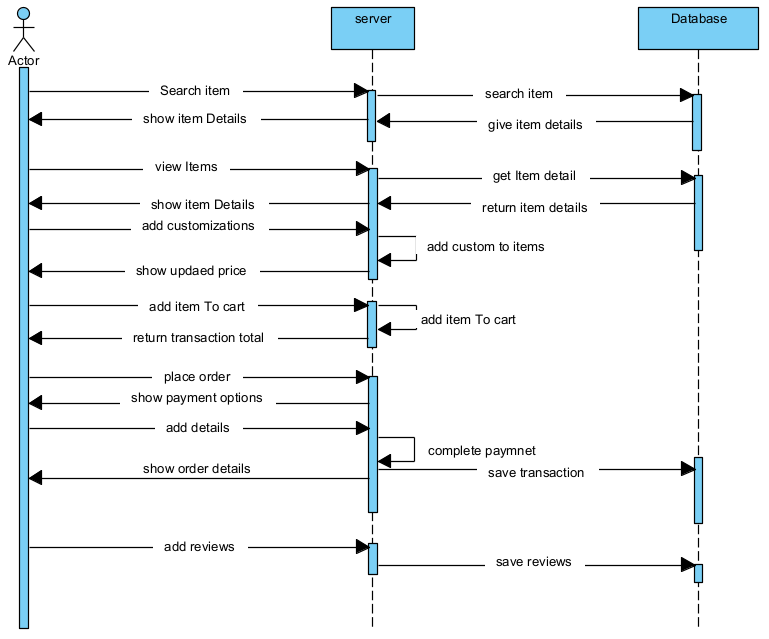 server
Database
Actor
Search item
search item
show item Details
give item details
view Items
get Item detail
show item Details
return item details
add customizations
add custom to items
show updaed price
add item To cart
add item To cart
return transaction total
place order
show payment options
add details
complete paymnet
show order details
save transaction
add reviews
save reviews